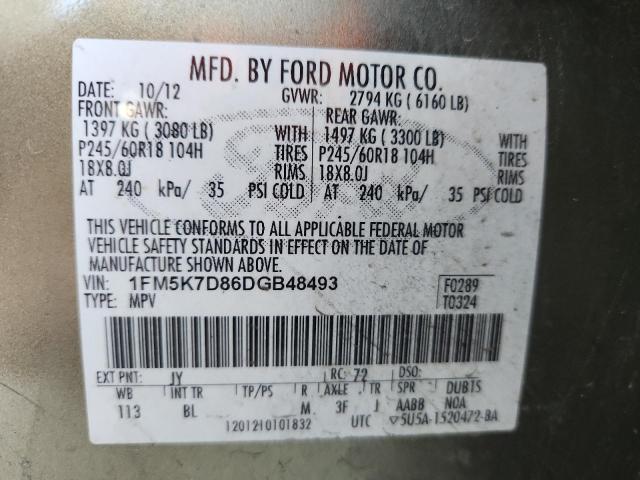 MFD. BY FORD MOTOR CO.
DATE: 10/12 GVWR: 2794 KG ( 6160 LB)
FRONT GAWR: REAR GAWR:
1397 KG ( 3080 LB) WITH 1497 KG ( 3300 LB) WITH
P245/60R18 104H TIRES P245/60R18 104H TIRES
18X8.0J RIMS 18X8.0J RIMS
AT 240 kPa/ 35 PSI COLD AT 240 kPa/ 35 PSI COLD
THIS VEHICLE CONFORMS TO ALL APPLICABLE FEDERAL MOTOR
VEHICLE SAFETY STANDARDS IN EFFECT ON THE DATE OF
MANUFACTURE SHOWN ABOVE.
VIN: 1FM5K7D86DGB48493 F0289
TYPE: MPV T0324
EXT PNT: JY RC: 72 DSO:
WB INT TR TP/PS R AXLE TR SPR DUBTS
113 BL M 3F J AABB NOA
1201210101832 UTC ▽5U5A-1520472-BA